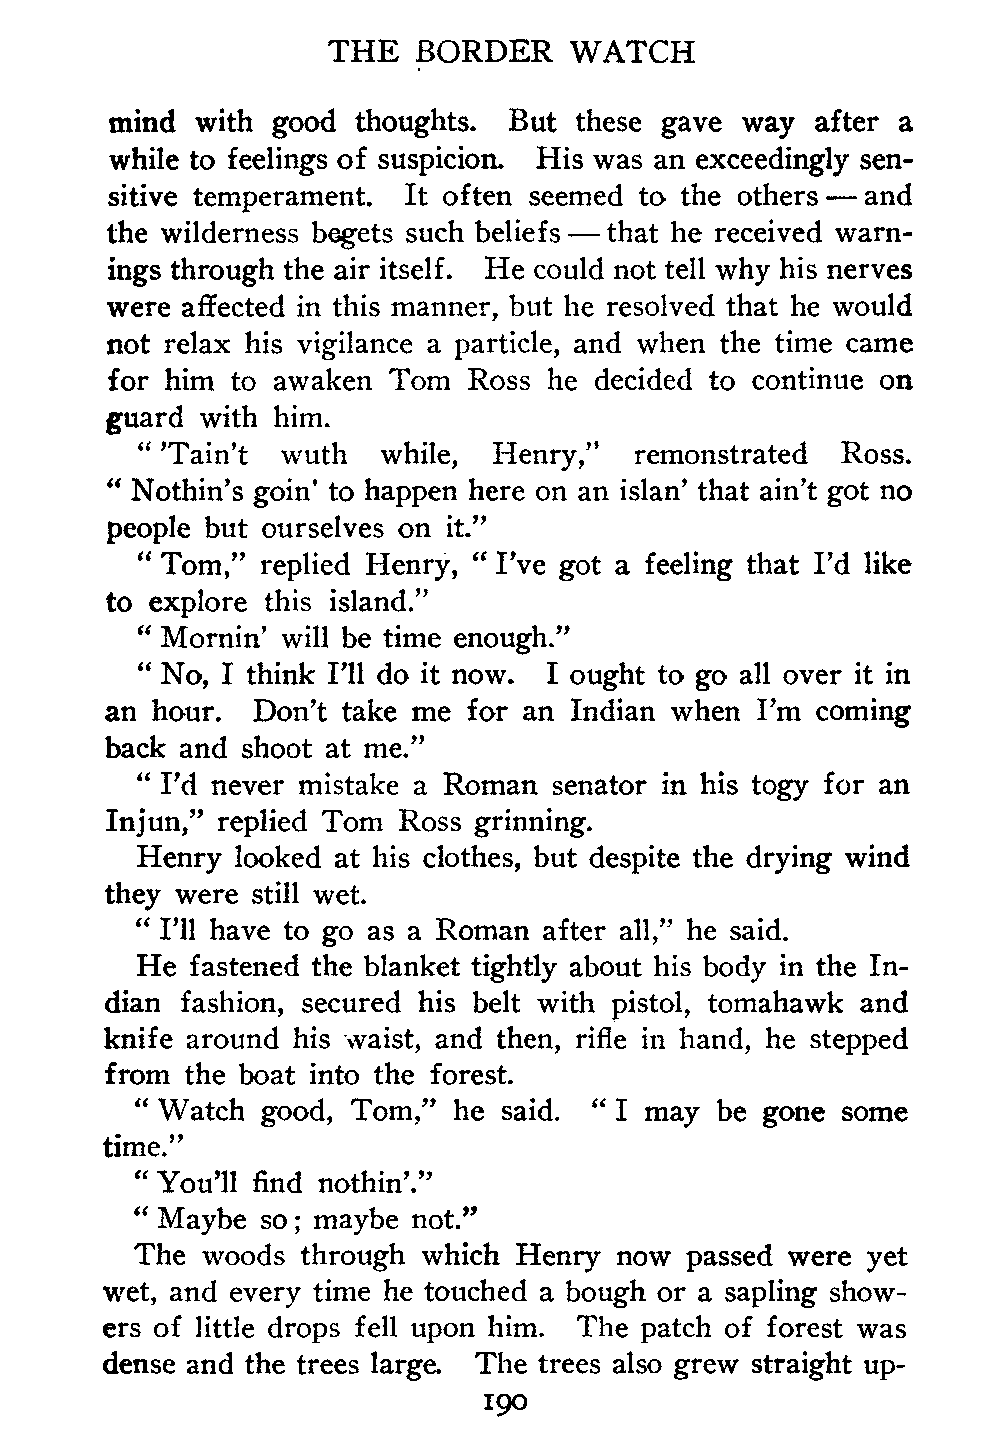 THE BORDER WATCH
mind with good thoughts. But these gave way after a
while to feelings of suspicion. His was an exceedingly sen-
sitive temperament. It often seemed to the others — and
the wilderness begets such beliefs — that he received warn-
ings through the air itself. He could not tell why his nerves
were affected in this manner, but he resolved that he would
not relax his vigilance a particle, and when the time came
for him to awaken Tom Ross he decided to continue on
guard with him.
“ ’Tain’t wuth while, Henry,” remonstrated Ross.
“ Nothin’s goin’ to happen here on an islan’ that ain’t got no
people but ourselves on it.”
“ Tom,” replied Henry, “ I’ve got a feeling that I’d like
to explore this island.”
“ Mornin’ will be time enough.”
“ No, I think I’ll do it now. I ought to go all over it in
an hour. Don’t take me for an Indian when I’m coming
back and shoot at me.”
“ I’d never mistake a Roman senator in his togy for an
Injun,” replied Tom Ross grinning.
Henry looked at his clothes, but despite the drying wind
they were still wet.
“ I’ll have to go as a Roman after all,” he said.
He fastened the blanket tightly about his body in the In-
dian fashion, secured his belt with pistol, tomahawk and
knife around his waist, and then, rifle in hand, he stepped
from the boat into the forest.
“ Watch good, Tom,” he said. “ I may be gone some
time.”
“ You’ll find nothin’.”
“ Maybe so ; maybe not.”
The woods through which Henry now passed were yet
wet, and every time he touched a bough or a sapling show-
ers of little drops fell upon him. The patch of forest was
dense and the trees large. The trees also grew straight up-
190